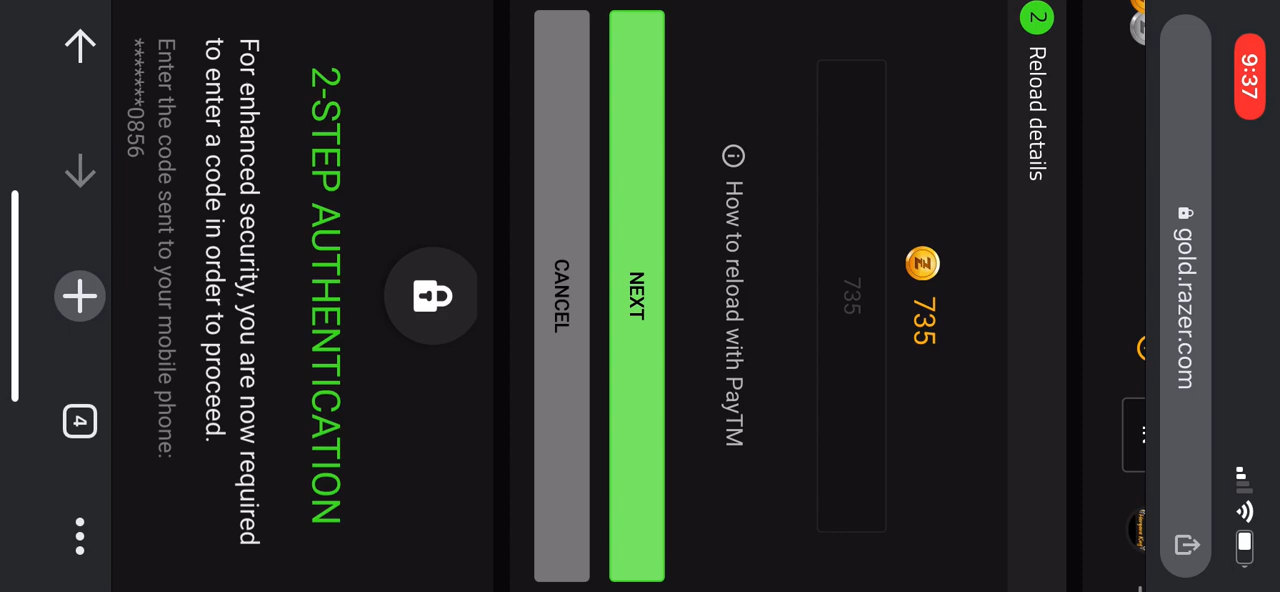 9:37
gold.razer.com
2 Reload details
735
735
How to reload with PayTM
NEXT
CANCEL
2-STEP AUTHENTICATION
For enhanced security, you are now required
to enter a code in order to proceed.
Enter the code sent to your mobile phone:
*******0856
4